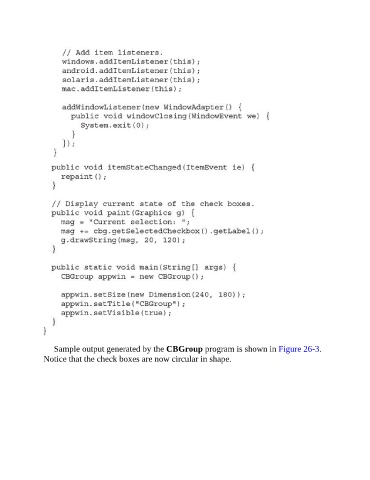 // Add item listeners.
windows.addItemListener(this);
android.addItemListener(this);
solaris.addItemListener(this);
mac.addItemListener(this);
addWindowListener(new WindowAdapter() {
public void windowClosing(WindowEvent we) {
System.exit(0);
}
});
}
public void itemStateChanged(ItemEvent ie) {
repaint();
}
// Display current state of the check boxes.
public void paint(Graphics g) {
msg = "Current selection: ";
msg += cbg.getSelectedCheckbox().getLabel();
g.drawString(msg, 20, 120);
}
public static void main(String[] args) {
CBGroup appwin = new CBGroup();
appwin.setSize(new Dimension(240, 180));
appwin.setTitle("CBGroup");
appwin.setVisible(true);
}
}
Sample output generated by the CBGroup program is shown in Figure 26-3.
Notice that the check boxes are now circular in shape.